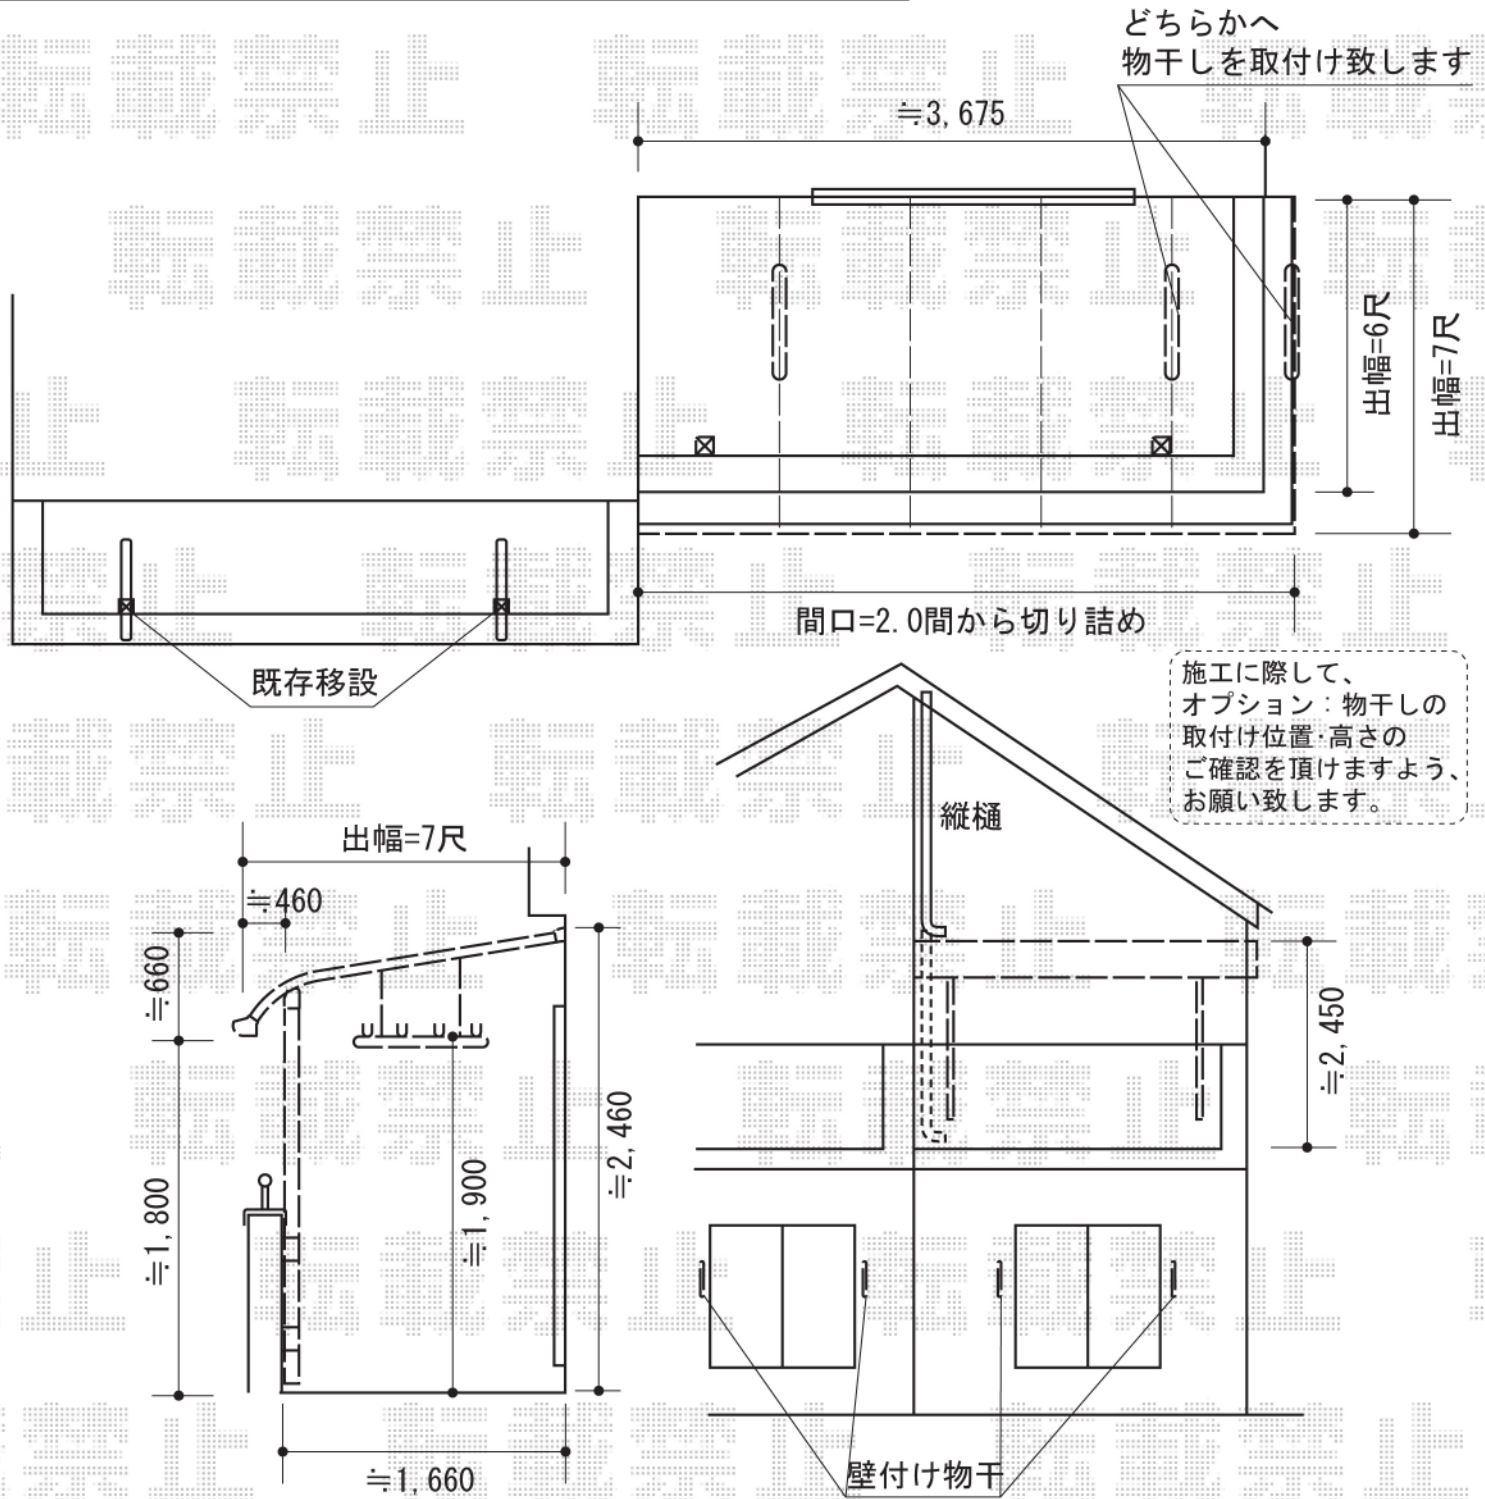 どちらかへ
物干しを取付け致します
≒3,675
出幅=6尺
出幅=7尺
間口=2.0間から切り詰め
既存移設
施工に際して、
オプション：物干しの
取付け位置･高さの
ご確認を頂けますよう、
お願い致します。
縦樋
出幅=7尺
≒460
≒660
≒1,800
≒1,900
≒2,460
≒1,660
≒2,450
壁付け物干
転載禁止